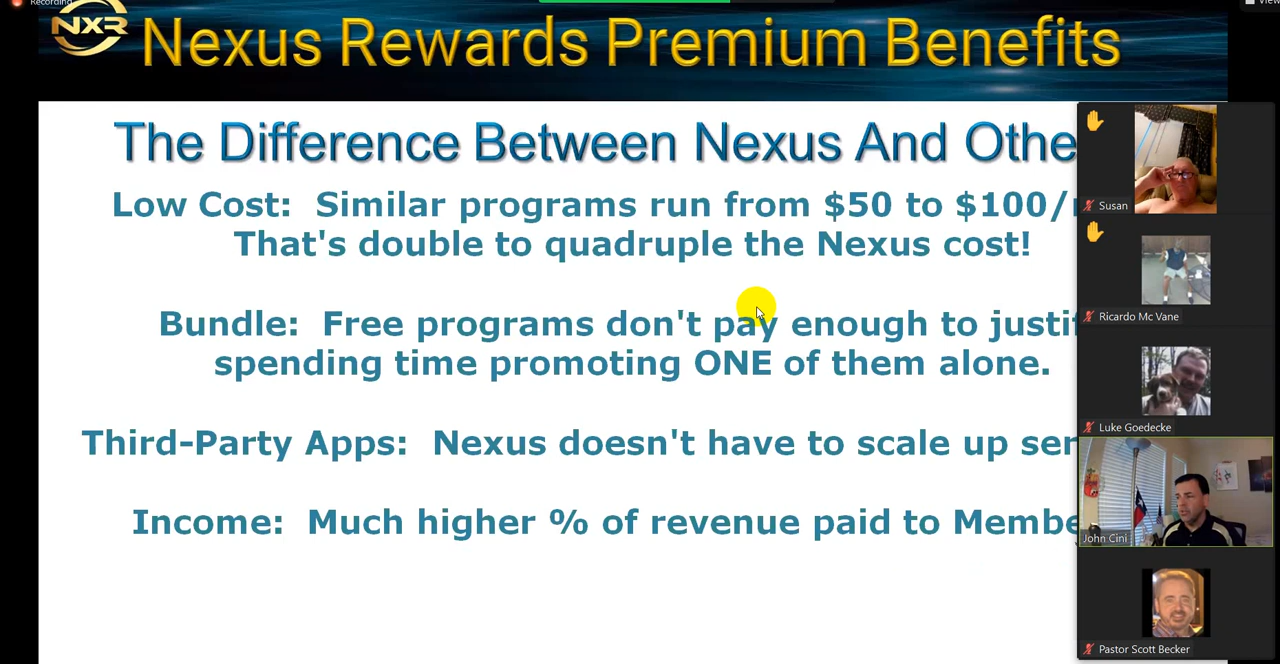 Recording
View
NXR
Nexus Rewards Premium Benefits
The Difference Between Nexus And Othe
Low Cost: Similar programs run from $50 to $100/
That's double to quadruple the Nexus cost!
Bundle: Free programs don't pay enough to justif
spending time promoting ONE of them alone.
Third-Party Apps: Nexus doesn't have to scale up ser
Income: Much higher % of revenue paid to Membe
Susan
Ricardo Mc Vane
Luke Goedecke
John Cini
Pastor Scott Becker